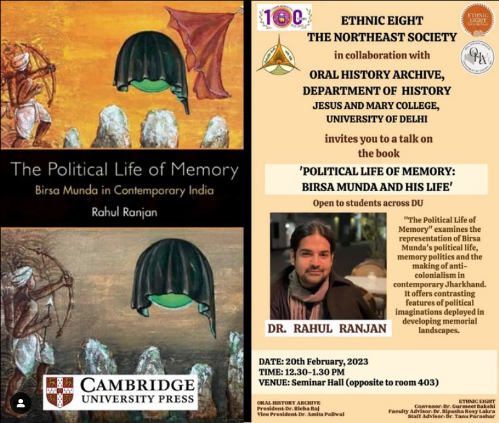 The Political Life of Memory
Birsa Munda in Contemporary India
Rahul Ranjan
CAMBRIDGE
UNIVERSITY PRESS
100
ETHNIC EIGHT
THE NORTHEAST SOCIETY
in collaboration with
ORAL HISTORY ARCHIVE,
DEPARTMENT OF HISTORY
JESUS AND MARY COLLEGE,
UNIVERSITY OF DELHI
invites you to a talk on
the book
'POLITICAL LIFE OF MEMORY:
BIRSA MUNDA AND HIS LIFE'
Open to students across DU
"The Political Life of
Memory" examines the
representation of Birsa
Munda's political life,
memory politics and the
making of anti-
colonialism in
contemporary Jharkhand.
It offers contrasting
features of political
imaginations deployed in
developing memorial
landscapes.
DR. RAHUL RANJAN
DATE: 20th February, 2023
TIME: 12.30-1.30 PM
VENUE: Seminar Hall (opposite to room 403)
ORAL HISTORY ARCHIVE
President: Dr. Richa Raj
Vice President: Dr. Amita Paliwal
ETHNIC EIGHT
Convenor: Dr. Gurmeet Bakshi
Faculty Advisor: Dr. Bipasha Rosy Lakra
Staff Advisor: Dr. Tanu Parashar
ETHNIC
EIGHT
OHA